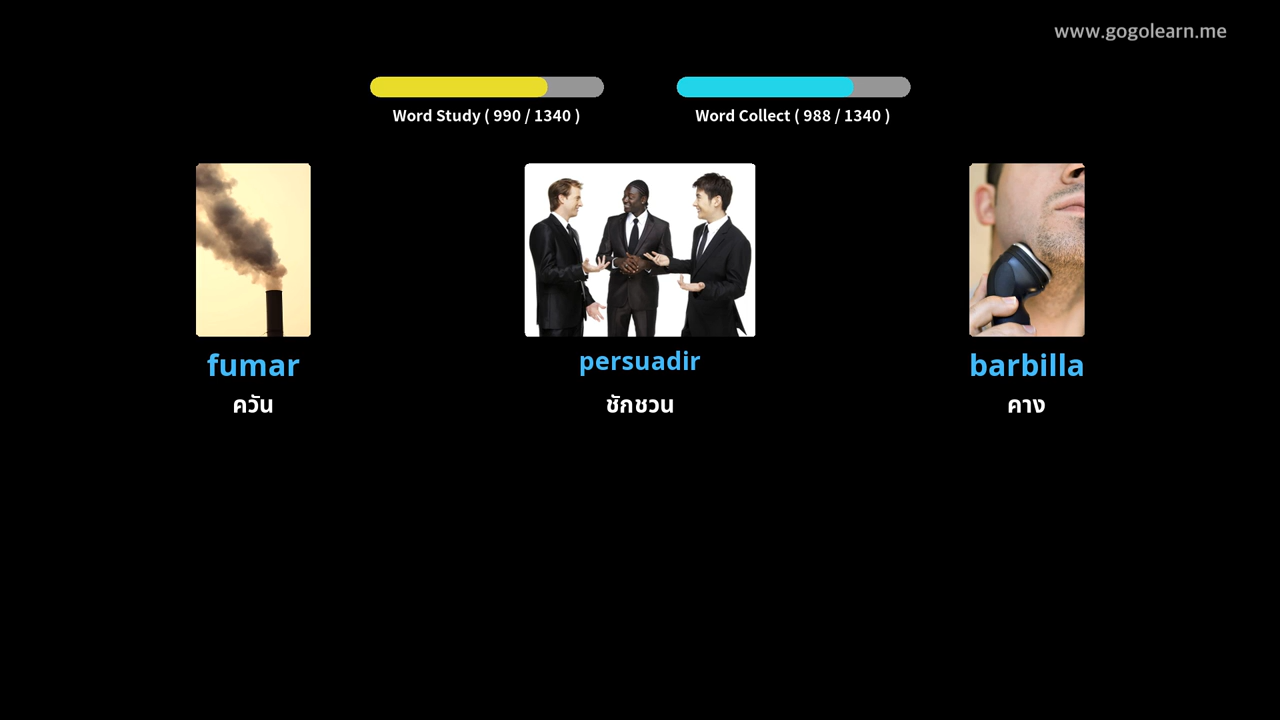 www.gogolearn.me
Word Study ( 990 / 1340 )
Word Collect ( 988 / 1340 )
fumar
ควัน
persuadir
ชักชวน
barbilla
คาง